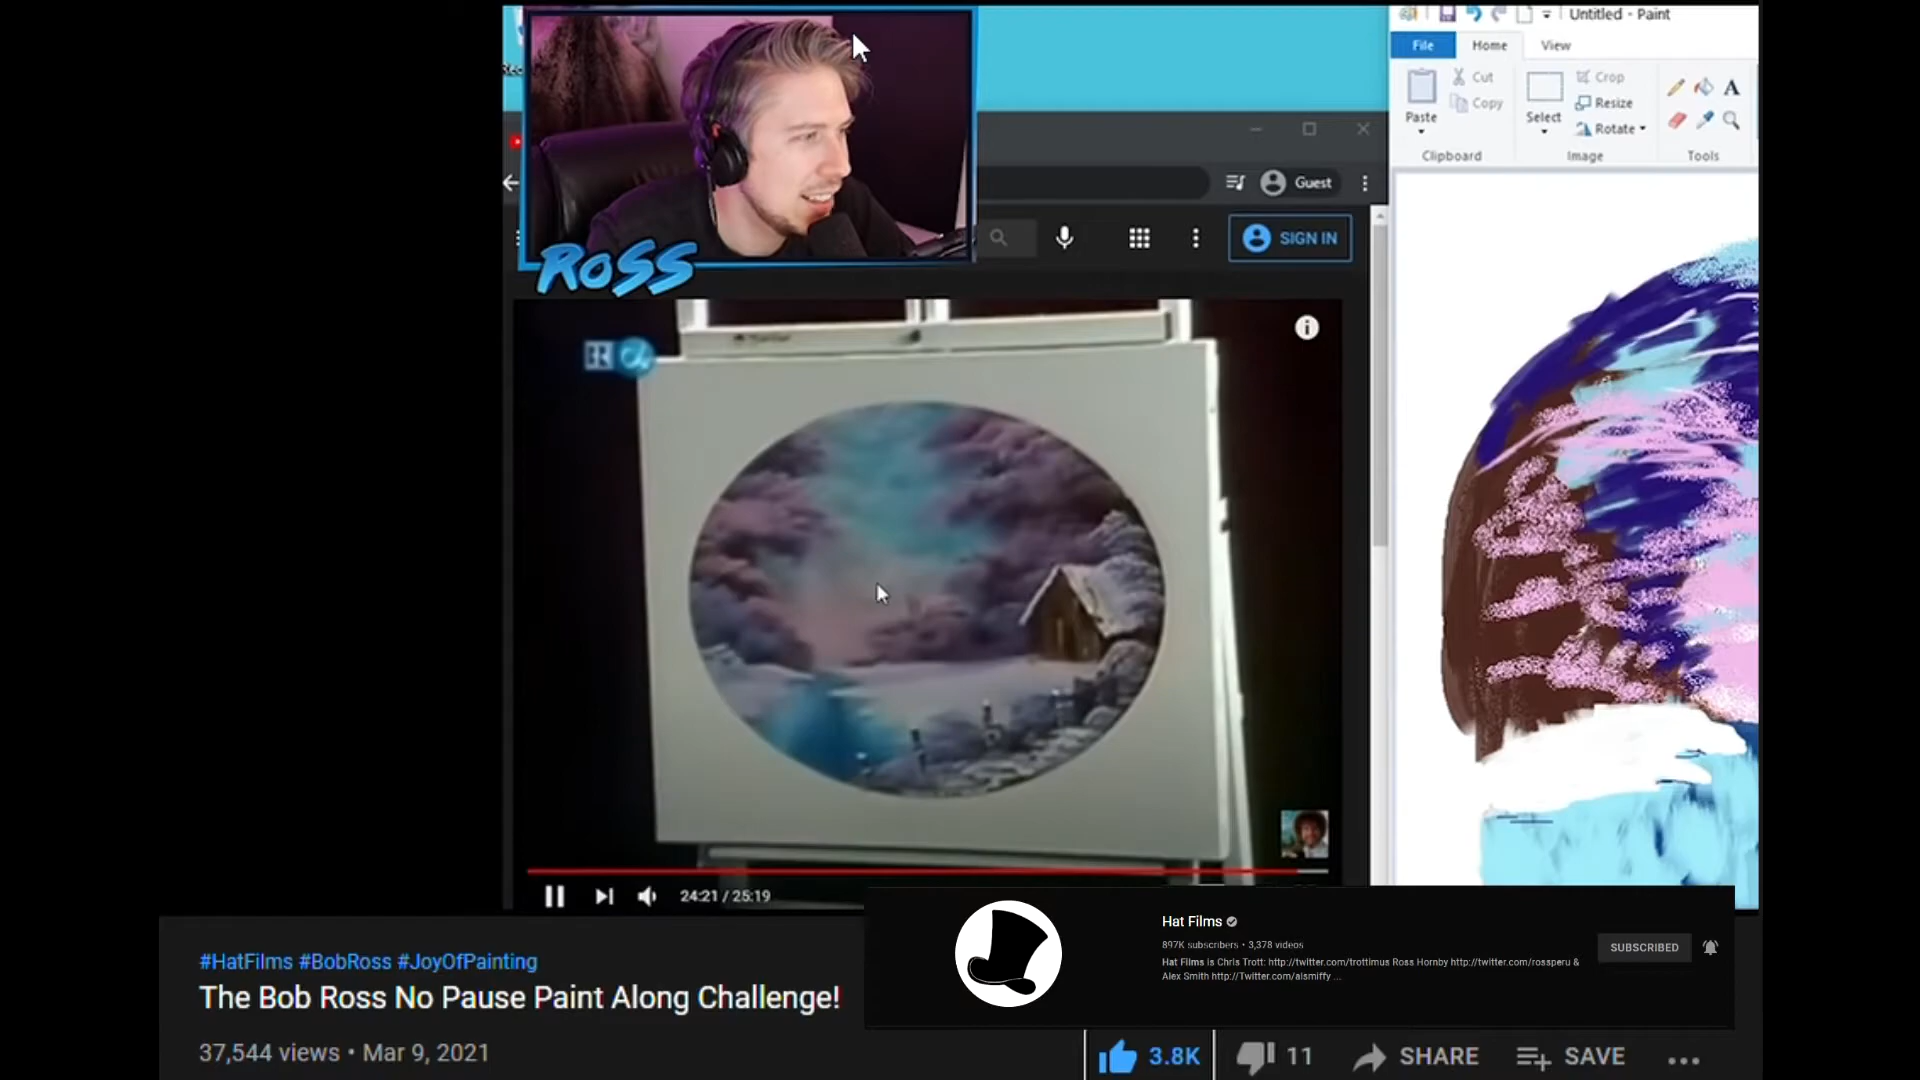 Untitled - Paint
File Home View
Cut
Copy
Paste
Clipboard
Crop
Resize
Rotate
Select
Image
A
Tools
Guest
SIGN IN
ROSS
24:21 / 25:19
#HatFilms #BobRoss #JoyOfPainting
The Bob Ross No Pause Paint Along Challenge!
37,544 views • Mar 9, 2021
Hat Films
897K subscribers • 3,378 videos
Hat Films is Chris Trott: http://twitter.com/trottimus Ross Hornby http://twitter.com/rossperu &
Alex Smith http://Twitter.com/alsmiffy ...
SUBSCRIBED
3.8K 11 SHARE SAVE